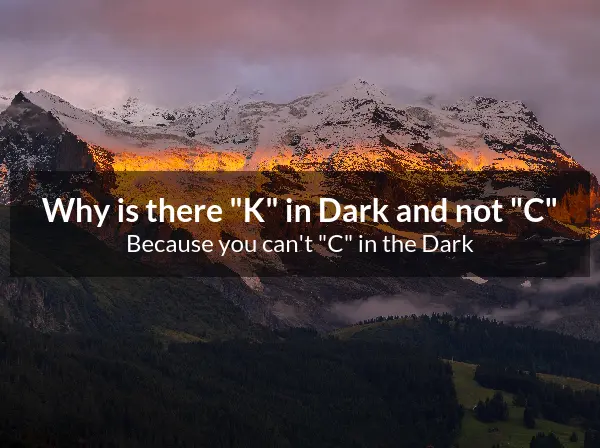 Why is there "K" in Dark and not "C"
Because you can't "C" in the Dark